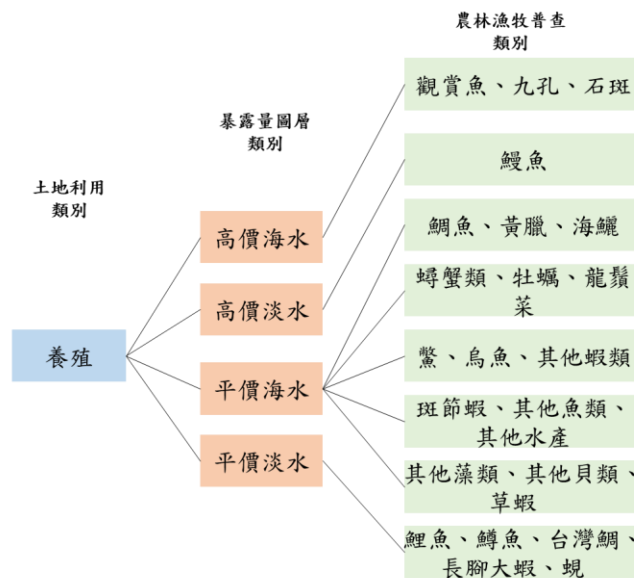 農林漁牧普查
類別
暴露量圖層
類別
土地利用
類別
養殖
高價海水
高價淡水
平價海水
平價淡水
觀賞魚、九孔、石斑
鰻魚
鯛魚、黃臘、海鱺
蟳蟹類、牡蠣、龍鬚
菜
鱉、烏魚、其他蝦類
斑節蝦、其他魚類、
其他水產
其他藻類、其他貝類、
草蝦
鯉魚、鱒魚、台灣鯛、
長腳大蝦、蜆